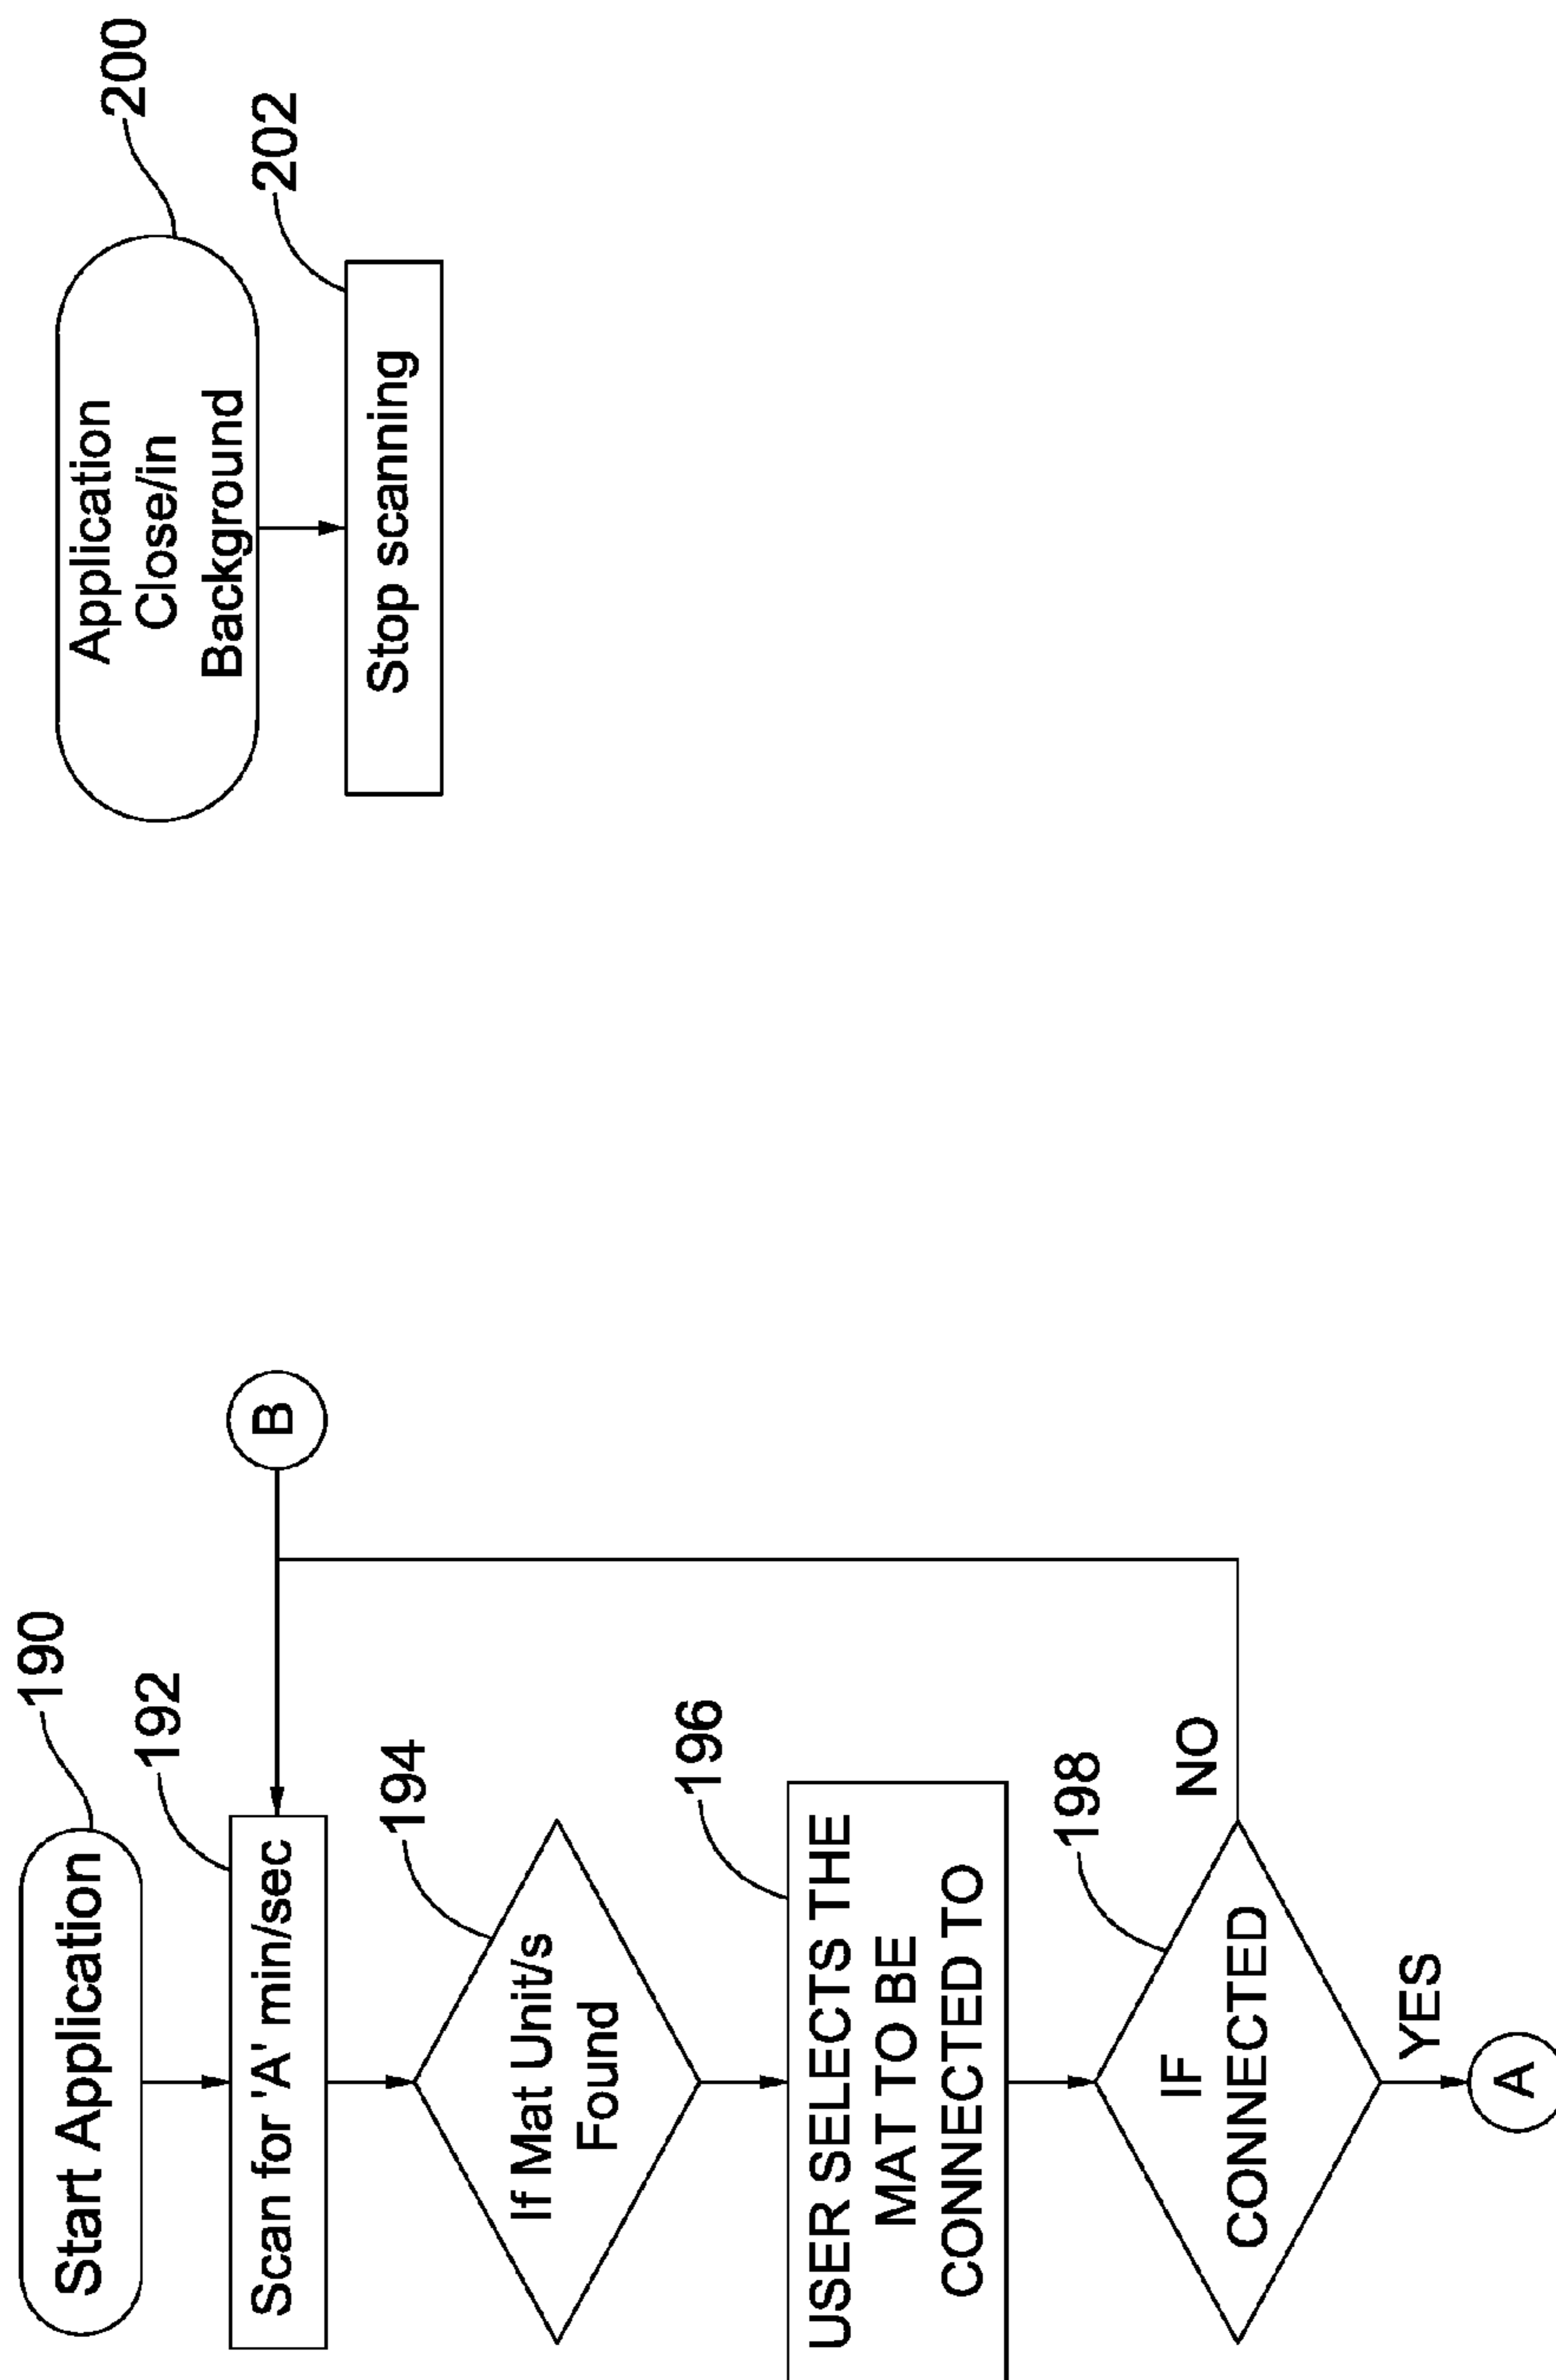 Start Application
190
Scan for 'A' min/sec
192
B
If Mat Unit/s
Found
194
USER SELECTS THE
MAT TO BE
CONNECTED TO
196
IF
CONNECTED
198
NO
YES
A
Application
Close/in
Background
200
Stop scanning
202